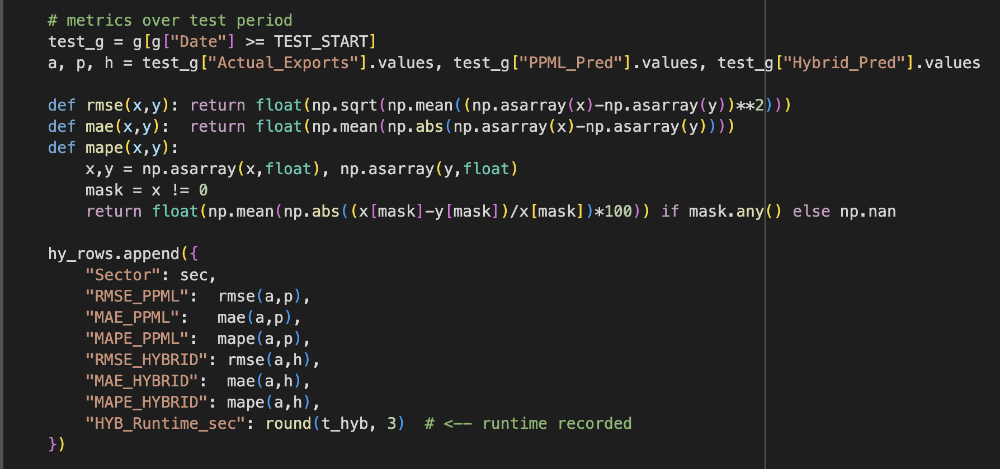 # metrics over test period
test_g = g[g["Date"] >= TEST_START]
a, p, h = test_g["Actual_Exports"].values, test_g["PPML_Pred"].values, test_g["Hybrid_Pred"].values

def rmse(x,y): return float(np.sqrt(np.mean((np.asarray(x)-np.asarray(y))**2)))
def mae(x,y):  return float(np.mean(np.abs(np.asarray(x)-np.asarray(y))))
def mape(x,y):
    x,y = np.asarray(x,float), np.asarray(y,float)
    mask = x != 0
    return float(np.mean(np.abs((x[mask]-y[mask])/x[mask])*100)) if mask.any() else np.nan

hy_rows.append({
    "Sector": sec,
    "RMSE_PPML":  rmse(a,p),
    "MAE_PPML":   mae(a,p),
    "MAPE_PPML":  mape(a,p),
    "RMSE_HYBRID": rmse(a,h),
    "MAE_HYBRID":  mae(a,h),
    "MAPE_HYBRID": mape(a,h),
    "HYB_Runtime_sec": round(t_hyb, 3)  # <-- runtime recorded
})